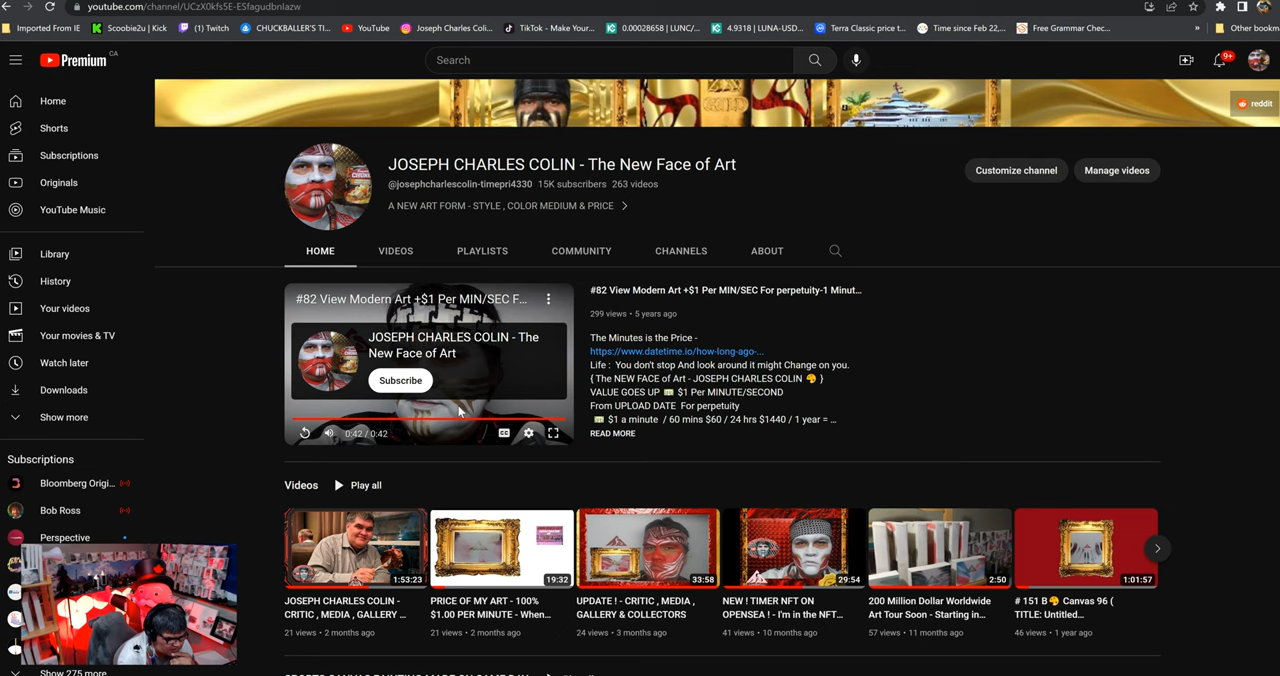 youtube.com/channel/UCzX0kfs5E-ESfagudbnIazw
Imported From IE
Scoobie2u | Kick
(1) Twitch
CHUCKBALLER'S TI...
YouTube
Joseph Charles Coli...
TikTok - Make Your...
0.00028658 | LUNC/...
4.9318 | LUNA-USD...
Terra Classic price t...
Time since Feb 22,...
Free Grammar Chec...
»
Other bookm
Premium CA
Search
9+
Home
Shorts
Subscriptions
Originals
YouTube Music
Library
History
Your videos
Your movies & TV
Watch later
Downloads
Show more
Subscriptions
Bloomberg Origi...
Bob Ross
Perspective
Show 275 more
reddit
JOSEPH CHARLES COLIN - The New Face of Art
@josephcharlescolin-timepri4330 15K subscribers 263 videos
A NEW ART FORM - STYLE , COLOR MEDIUM & PRICE
Customize channel
Manage videos
HOME
VIDEOS
PLAYLISTS
COMMUNITY
CHANNELS
ABOUT
#82 View Modern Art +$1 Per MIN/SEC F...
JOSEPH CHARLES COLIN - The
New Face of Art
Subscribe
0:42 / 0:42
CC
#82 View Modern Art +$1 Per MIN/SEC For perpetuity-1 Minut...
299 views • 5 years ago
The Minutes is the Price -
https://www.datetime.io/how-long-ago-...
Life : You don't stop And look around it might Change on you.
{ The NEW FACE of Art - JOSEPH CHARLES COLIN }
VALUE GOES UP $1 Per MINUTE/SECOND
From UPLOAD DATE For perpetuity
$1 a minute / 60 mins $60 / 24 hrs $1440 / 1 year = ...
READ MORE
Videos
Play all
1:53:23
JOSEPH CHARLES COLIN -
CRITIC , MEDIA , GALLERY ...
21 views • 2 months ago
19:32
PRICE OF MY ART - 100%
$1.00 PER MINUTE - When...
21 views • 2 months ago
33:58
UPDATE ! - CRITIC , MEDIA ,
GALLERY & COLLECTORS
24 views • 3 months ago
29:54
NEW ! TIMER NFT ON
OPENSEA ! - I'm in the NFT...
41 views • 10 months ago
2:50
200 Million Dollar Worldwide
Art Tour Soon - Starting in...
57 views • 11 months ago
1:01:57
# 151 B Canvas 96 (
TITLE: Untitled...
46 views • 1 year ago